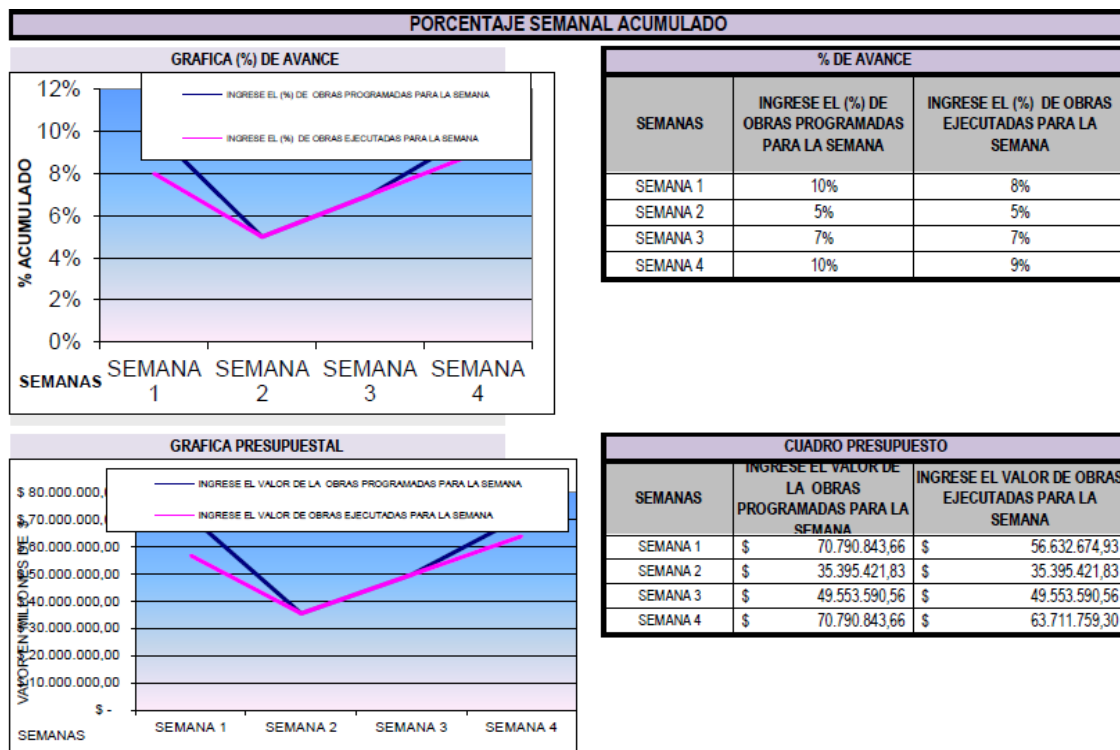 PORCENTAJE SEMANAL ACUMULADO
GRAFICA (%) DE AVANCE
INGRESE EL (%) DE OBRAS PROGRAMADAS PARA LA SEMANA
INGRESE EL (%) DE OBRAS EJECUTADAS PARA LA SEMANA
12%
10%
8%
6%
4%
2%
0%
% ACUMULADO
SEMANAS
SEMANA 1
SEMANA 2
SEMANA 3
SEMANA 4
% DE AVANCE
SEMANAS
INGRESE EL (%) DE
OBRAS PROGRAMADAS
PARA LA SEMANA
INGRESE EL (%) DE OBRAS
EJECUTADAS PARA LA
SEMANA
SEMANA 1 10% 8%
SEMANA 2 5% 5%
SEMANA 3 7% 7%
SEMANA 4 10% 9%
GRAFICA PRESUPUESTAL
INGRESE EL VALOR DE LA OBRAS PROGRAMADAS PARA LA SEMANA
INGRESE EL VALOR DE OBRAS EJECUTADAS PARA LA SEMANA
$ 80.000.000,
$ 70.000.000,
$ 60.000.000,00
$ 50.000.000,00
$ 40.000.000,00
$ 30.000.000,00
$ 20.000.000,00
$ 10.000.000,00
$ -
VALOR EN MILLONES DE $
SEMANAS
SEMANA 1 SEMANA 2 SEMANA 3 SEMANA 4
CUADRO PRESUPUESTO
SEMANAS
INGRESE EL VALOR DE
LA OBRAS
PROGRAMADAS PARA LA
SEMANA
INGRESE EL VALOR DE OBRAS
EJECUTADAS PARA LA
SEMANA
SEMANA 1 $ 70.790.843,66 $ 56.632.674,93
SEMANA 2 $ 35.395.421,83 $ 35.395.421,83
SEMANA 3 $ 49.553.590,56 $ 49.553.590,56
SEMANA 4 $ 70.790.843,66 $ 63.711.759,30